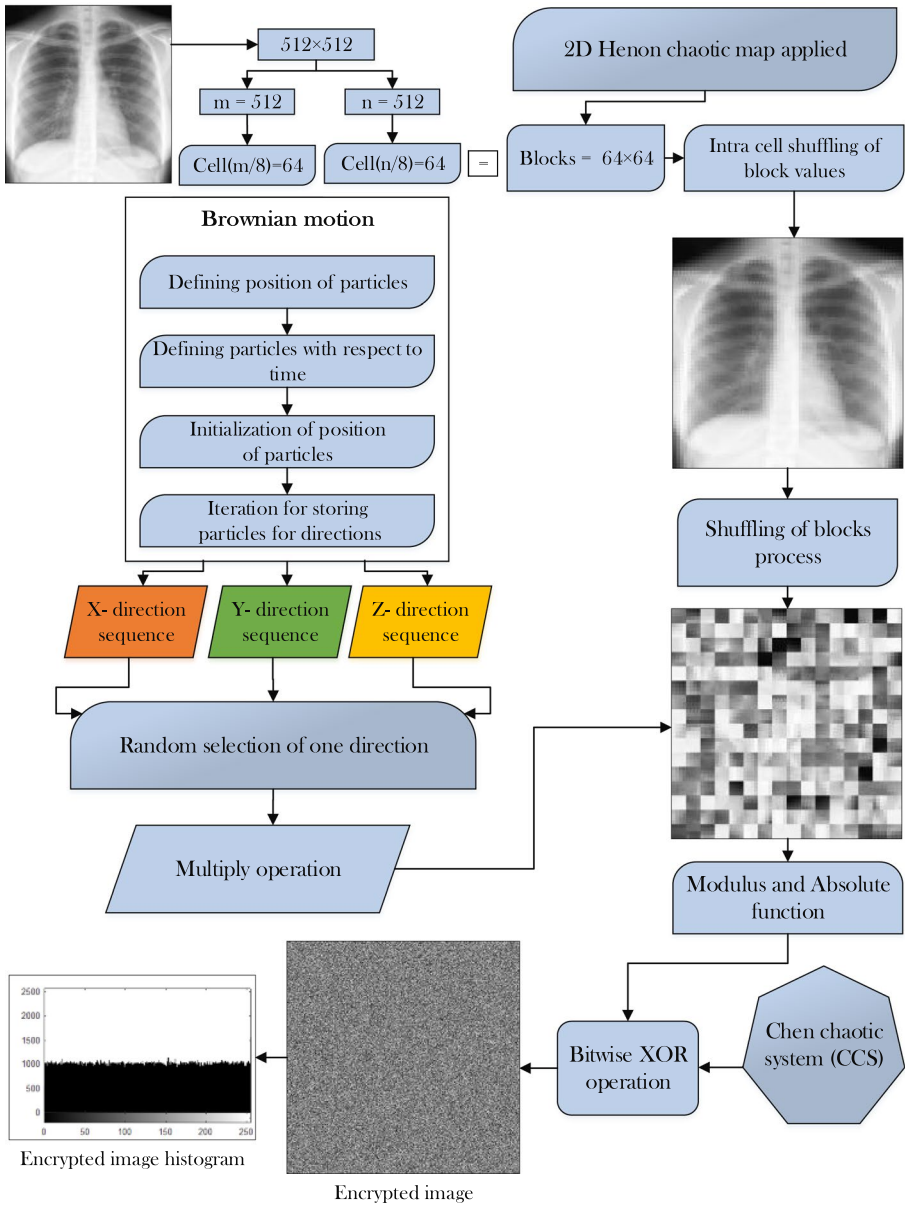 512×512
m = 512
n = 512
Cell(m/8)=64
Cell(n/8)=64
=
2D Henon chaotic map applied
Blocks = 64×64
Intra cell shuffling of
block values
Brownian motion
Defining position of particles
Defining particles with respect to
time
Initialization of position
of particles
Iteration for storing
particles for directions
X- direction
sequence
Y- direction
sequence
Z- direction
sequence
Random selection of one direction
Multiply operation
Shuffling of blocks
process
Modulus and Absolute
function
Chen chaotic
system (CCS)
Bitwise XOR
operation
2500
2000
1500
1000
500
0
0 50 100 150 200 250
Encrypted image histogram
Encrypted image